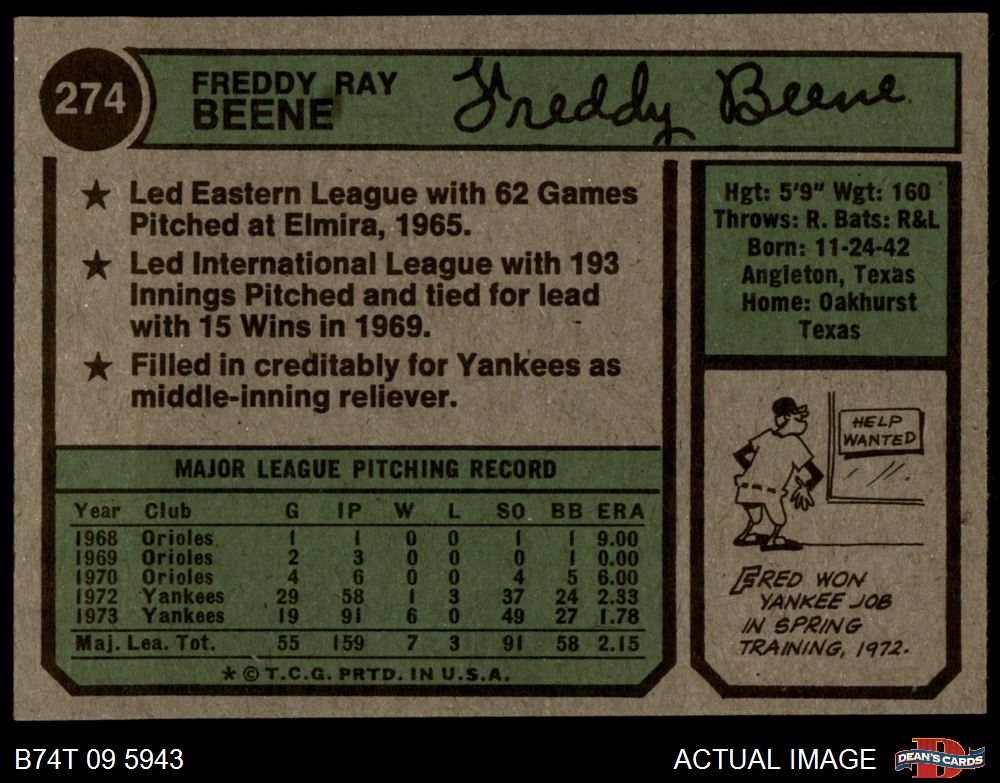 274
FREDDY RAY
BEENE
Freddy Beene
★ Led Eastern League with 62 Games
Pitched at Elmira, 1965.
★ Led International League with 193
Innings Pitched and tied for lead
with 15 Wins in 1969.
★ Filled in creditably for Yankees as
middle-inning reliever.
Hgt: 5'9" Wgt: 160
Throws: R. Bats: R&L
Born: 11-24-42
Angleton, Texas
Home: Oakhurst
Texas
MAJOR LEAGUE PITCHING RECORD
Year Club G IP W L SO BB ERA
1968 Orioles 1 1 0 0 1 1 9.00
1969 Orioles 2 3 0 0 0 1 0.00
1970 Orioles 4 6 0 0 4 5 6.00
1972 Yankees 29 58 1 3 37 24 2.33
1973 Yankees 19 91 6 0 49 27 1.78
Maj. Lea. Tot. 55 159 7 3 91 58 2.15
* © T.C.G. PRTD. IN U.S.A.
HELP
WANTED
FRED WON
YANKEE JOB
IN SPRING
TRAINING, 1972.
B74T 09 5943
ACTUAL IMAGE
D
DEAN'S CARDS